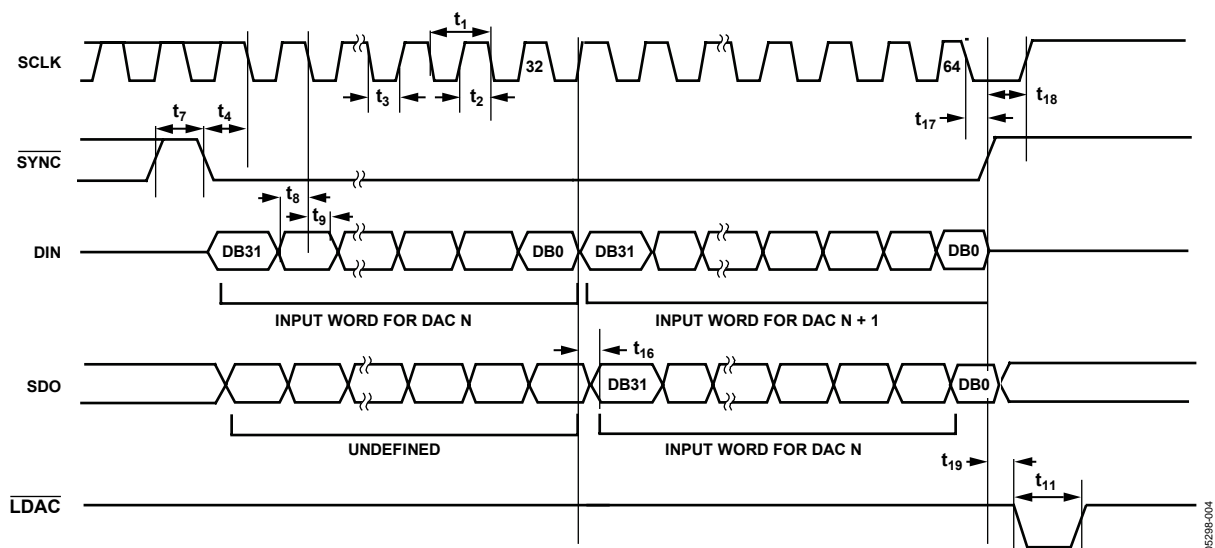 t1
SCLK
32
64
t3
t2
t18
t7
t4
t17
SYNC
t8
t9
DIN
DB31
DB0
DB31
DB0
INPUT WORD FOR DAC N
INPUT WORD FOR DAC N + 1
t16
SDO
DB31
DB0
UNDEFINED
INPUT WORD FOR DAC N
t19
t11
LDAC
05298-004